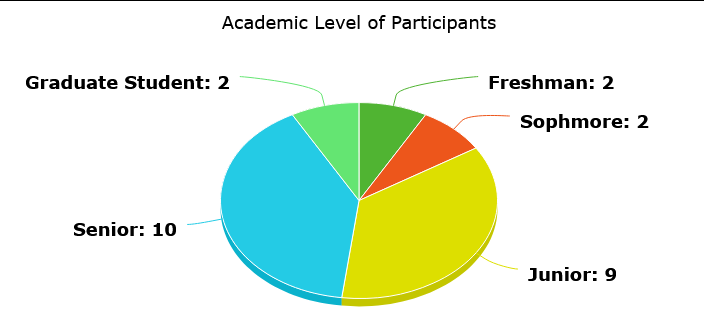 Academic Level of Participants
Graduate Student: 2
Freshman: 2
Sophmore: 2
Senior: 10
Junior: 9